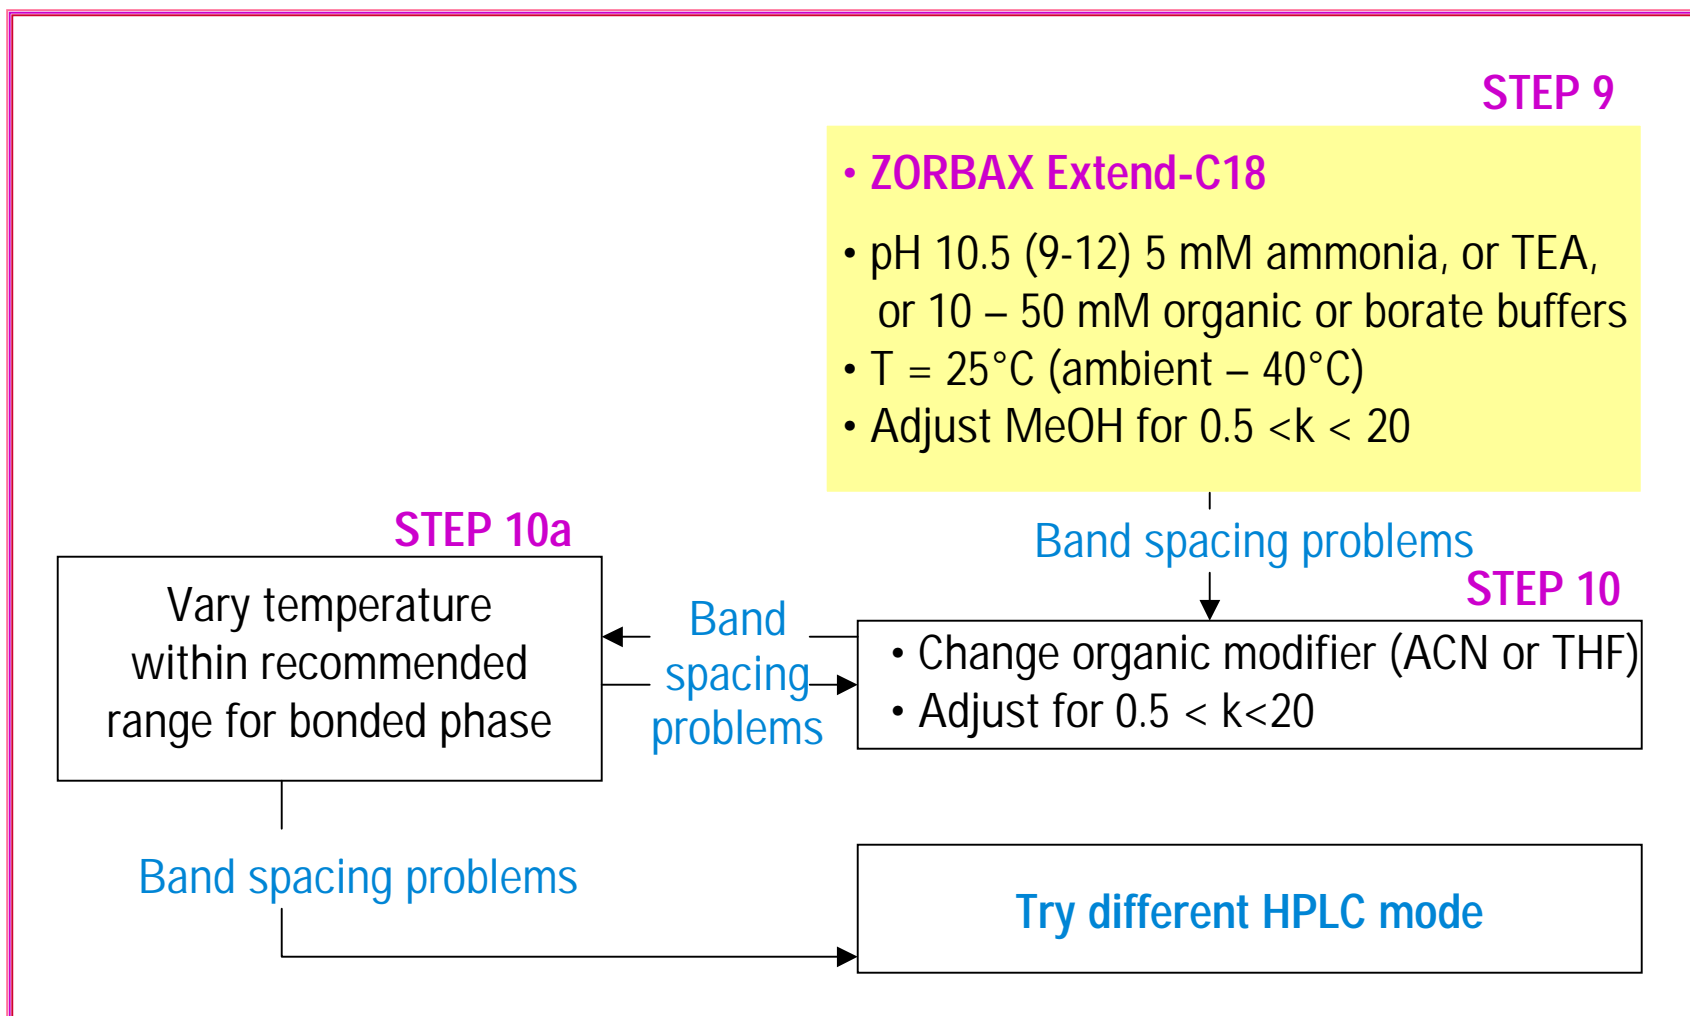 STEP 9
• ZORBAX Extend-C18
• pH 10.5 (9-12) 5 mM ammonia, or TEA,
or 10 – 50 mM organic or borate buffers
• T = 25°C (ambient – 40°C)
• Adjust MeOH for 0.5 <k < 20
Band spacing problems
STEP 10
• Change organic modifier (ACN or THF)
• Adjust for 0.5 < k<20
Band
spacing
problems
STEP 10a
Vary temperature
within recommended
range for bonded phase
Band spacing problems
Try different HPLC mode